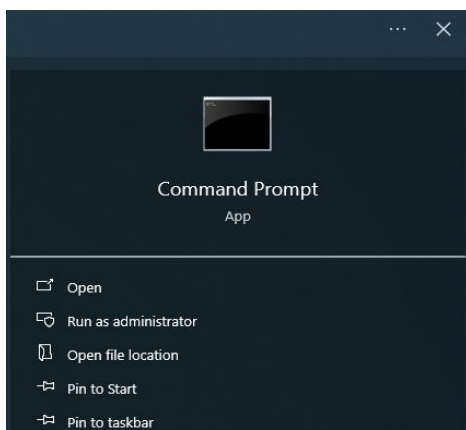 Command Prompt
App
Open
Run as administrator
Open file location
Pin to Start
Pin to taskbar